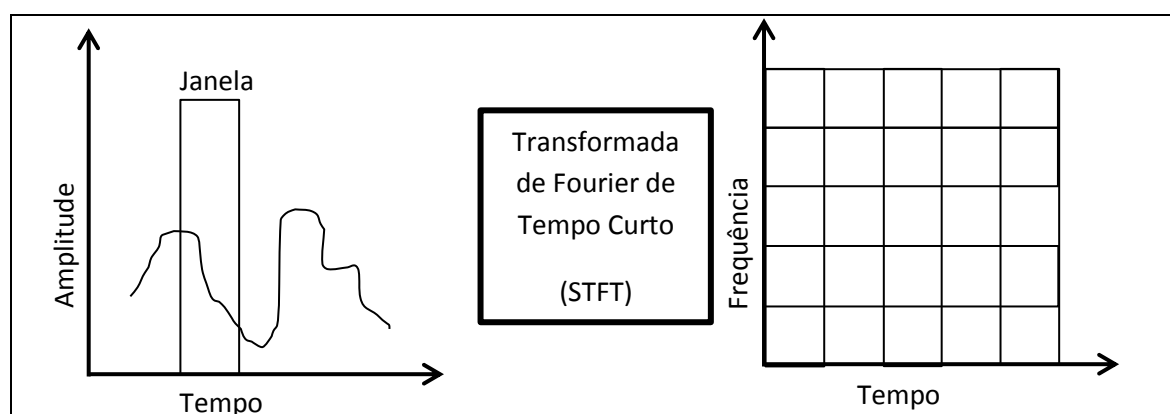 Janela
Amplitude
Tempo
Transformada
de Fourier de
Tempo Curto
(STFT)
Frequência
Tempo